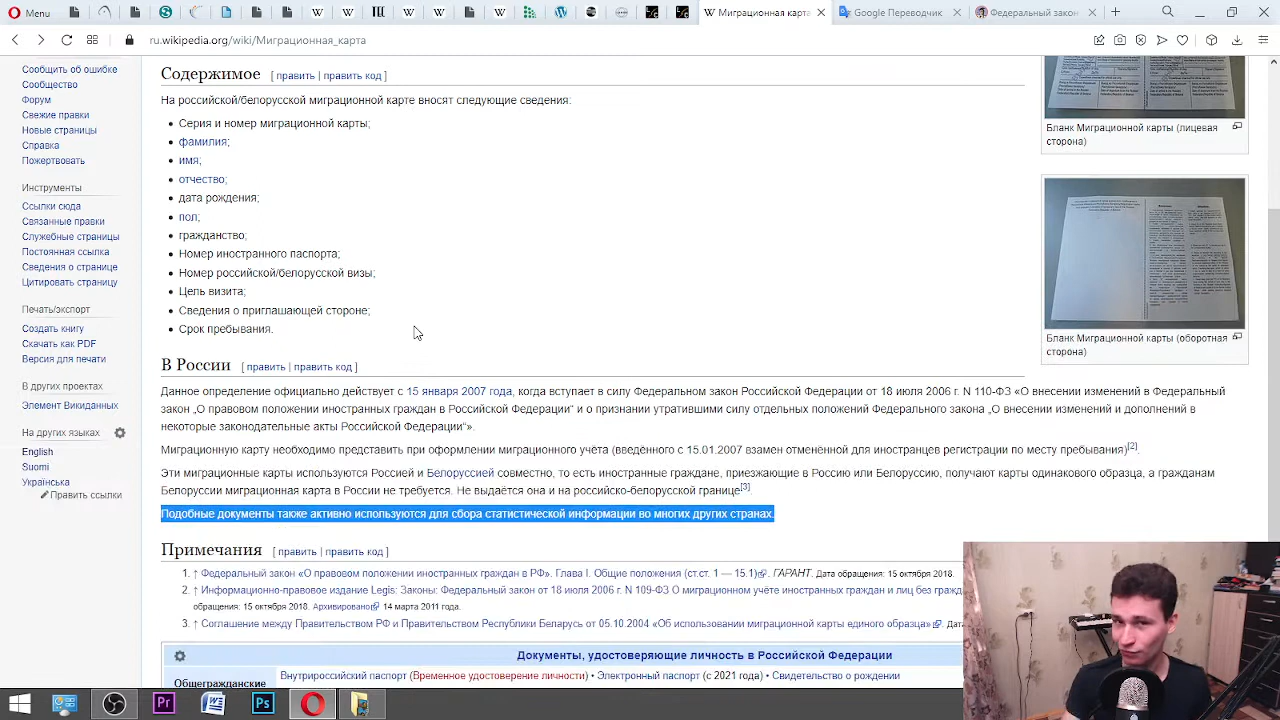 Menu
Миграционная карта
Google Переводчик
Федеральный закон
ru.wikipedia.org/wiki/Миграционная_карта
Сообщить об ошибке
Сообщество
Форум
Свежие правки
Новые страницы
Справка
Пожертвовать
Инструменты
Ссылки сюда
Связанные правки
Служебные страницы
Постоянная ссылка
Сведения о странице
Цитировать страницу
Печать/экспорт
Создать книгу
Скачать как PDF
Версия для печати
В других проектах
Элемент Викиданных
На других языках
English
Suomi
Українська
Править ссылки
Содержимое [ править | править код ]
На российской/белорусской миграционной карте вносят следующие сведения:
Серия и номер миграционной карты;
фамилия;
имя;
отчество;
дата рождения;
пол;
гражданство;
Номер иностранного паспорта;
Номер российской/белорусской визы;
Цель визита;
Сведения о приглашающей стороне;
Срок пребывания.
Бланк Миграционной карты (лицевая
сторона)
Бланк Миграционной карты (оборотная
сторона)
В России [ править | править код ]
Данное определение официально действует с 15 января 2007 года, когда вступает в силу Федеральным закон Российской Федерации от 18 июля 2006 г. N 110-ФЗ «О внесении изменений в Федеральный
закон „О правовом положении иностранных граждан в Российской Федерации“ и о признании утратившими силу отдельных положений Федерального закона „О внесении изменений и дополнений в
некоторые законодательные акты Российской Федерации“».
Миграционную карту необходимо представить при оформлении миграционного учёта (введённого с 15.01.2007 взамен отменённой для иностранцев регистрации по месту пребывания)[2].
Эти миграционные карты используются Россией и Белоруссией совместно, то есть иностранные граждане, приезжающие в Россию или Белоруссию, получают карты одинакового образца, а гражданам
Белоруссии миграционная карта в России не требуется. Не выдаётся она и на российско-белорусской границе[3]
Подобные документы также активно используются для сбора статистической информации во многих других странах.
Примечания [ править | править код ]
1. ↑ Федеральный закон «О правовом положении иностранных граждан в РФ». Глава I. Общие положения (ст.ст. 1 — 15.1). ГАРАНТ. Дата обращения: 15 октября 2018.
2. ↑ Информационно-правовое издание Legis: Законы: Федеральный закон от 18 июля 2006 г. N 109-ФЗ О миграционном учёте иностранных граждан и лиц без
обращения: 15 октября 2018. Архивировано 14 марта 2011 года.
3. ↑ Соглашение между Правительством РФ и Правительством Республики Беларусь от 05.10.2004 «Об использовании миграционной карты единого образца».
Документы, удостоверяющие личность в Российской Федерации
Общегражданские
Внутрироссийский паспорт (Временное удостоверение личности) • Электронный паспорт (с 2021 года) • Свидетельство о рождении